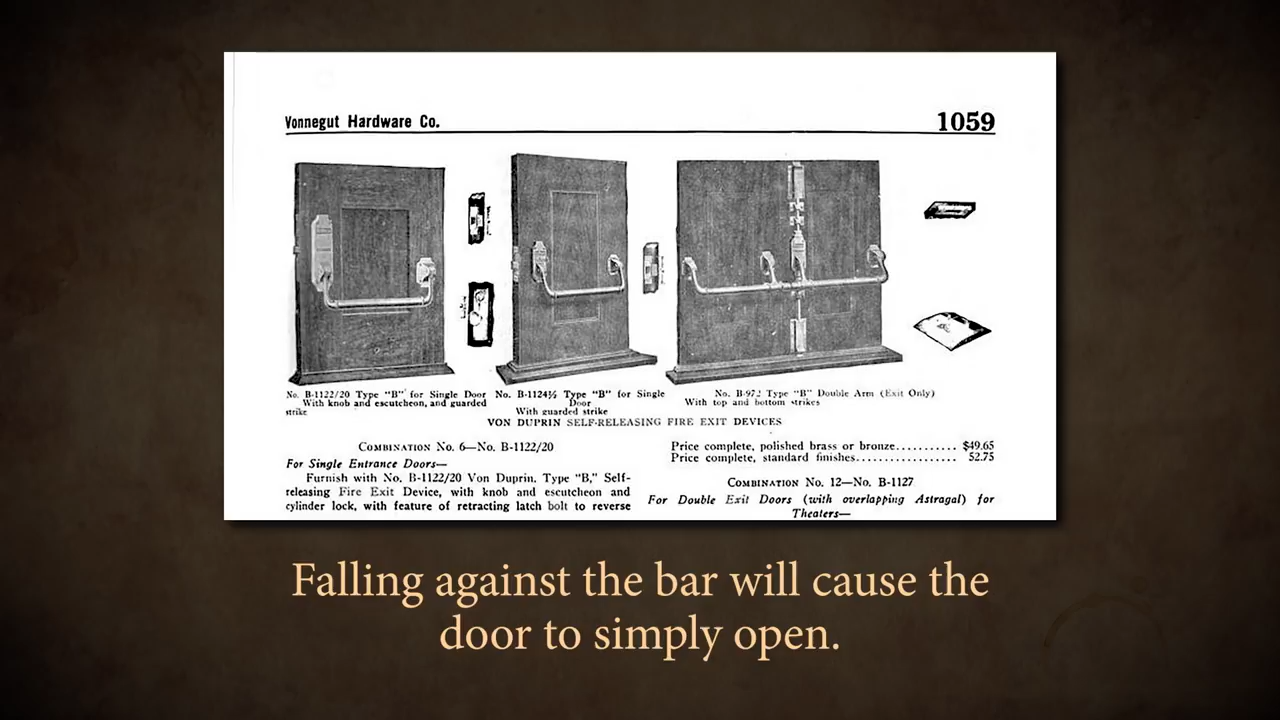 Vonnegut Hardware Co. 1059
No. B-1122/20 Type "B" for Single Door
With knob and escutcheon, and guarded
strike
No. B-1124½ Type "B" for Single
Door
With guarded strike
No. B-972 Type "B" Double Arm (Exit Only)
With top and bottom strikes
VON DUPRIN SELF-RELEASING FIRE EXIT DEVICES
COMBINATION No. 6—No. B-1122/20
For Single Entrance Doors—
Furnish with No. B-1122/20 Von Duprin, Type "B," Self-
releasing Fire Exit Device, with knob and escutcheon and
cylinder lock, with feature of retracting latch bolt to reverse
Price complete, polished brass or bronze.......... $49.65
Price complete, standard finishes.................. 52.75
COMBINATION No. 12—No. B-1127
For Double Exit Doors (with overlapping Astragal) for
Theaters—
Falling against the bar will cause the
door to simply open.